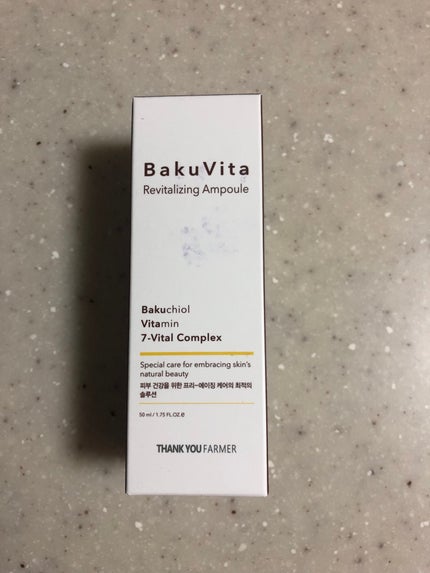 BakuVita
Revitalizing Ampoule
Bakuchiol
Vitamin
7-Vital Complex
Special care for embracing skin's
natural beauty
피부 건강을 위한 프리-에이징 케어의 최적의
솔루션
50 ml / 1.75 FL.OZ.e
THANK YOU FARMER